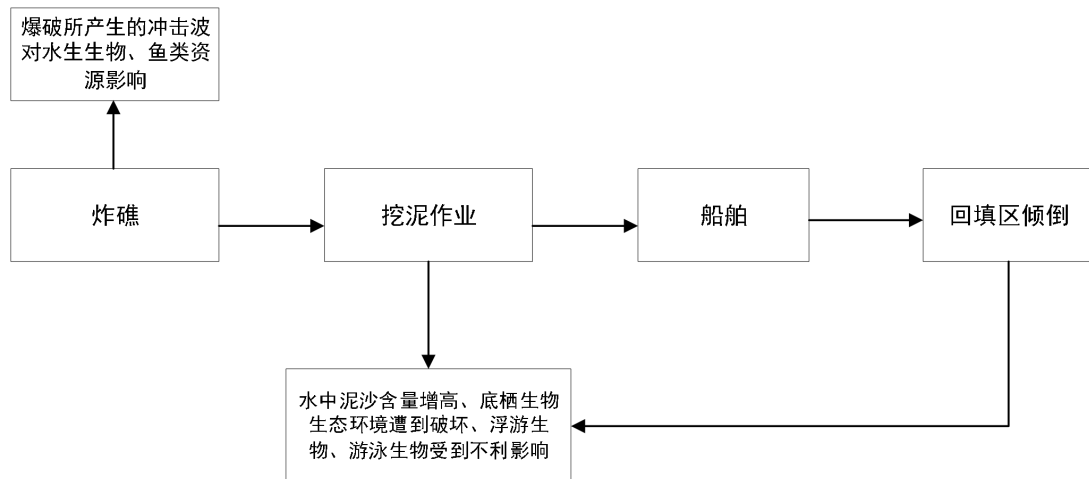 爆破所产生的冲击波
对水生生物、鱼类资
源影响
炸礁
挖泥作业
船舶
回填区倾倒
水中泥沙含量增高、底栖生物
生态环境遭到破坏、浮游生
物、游泳生物受到不利影响